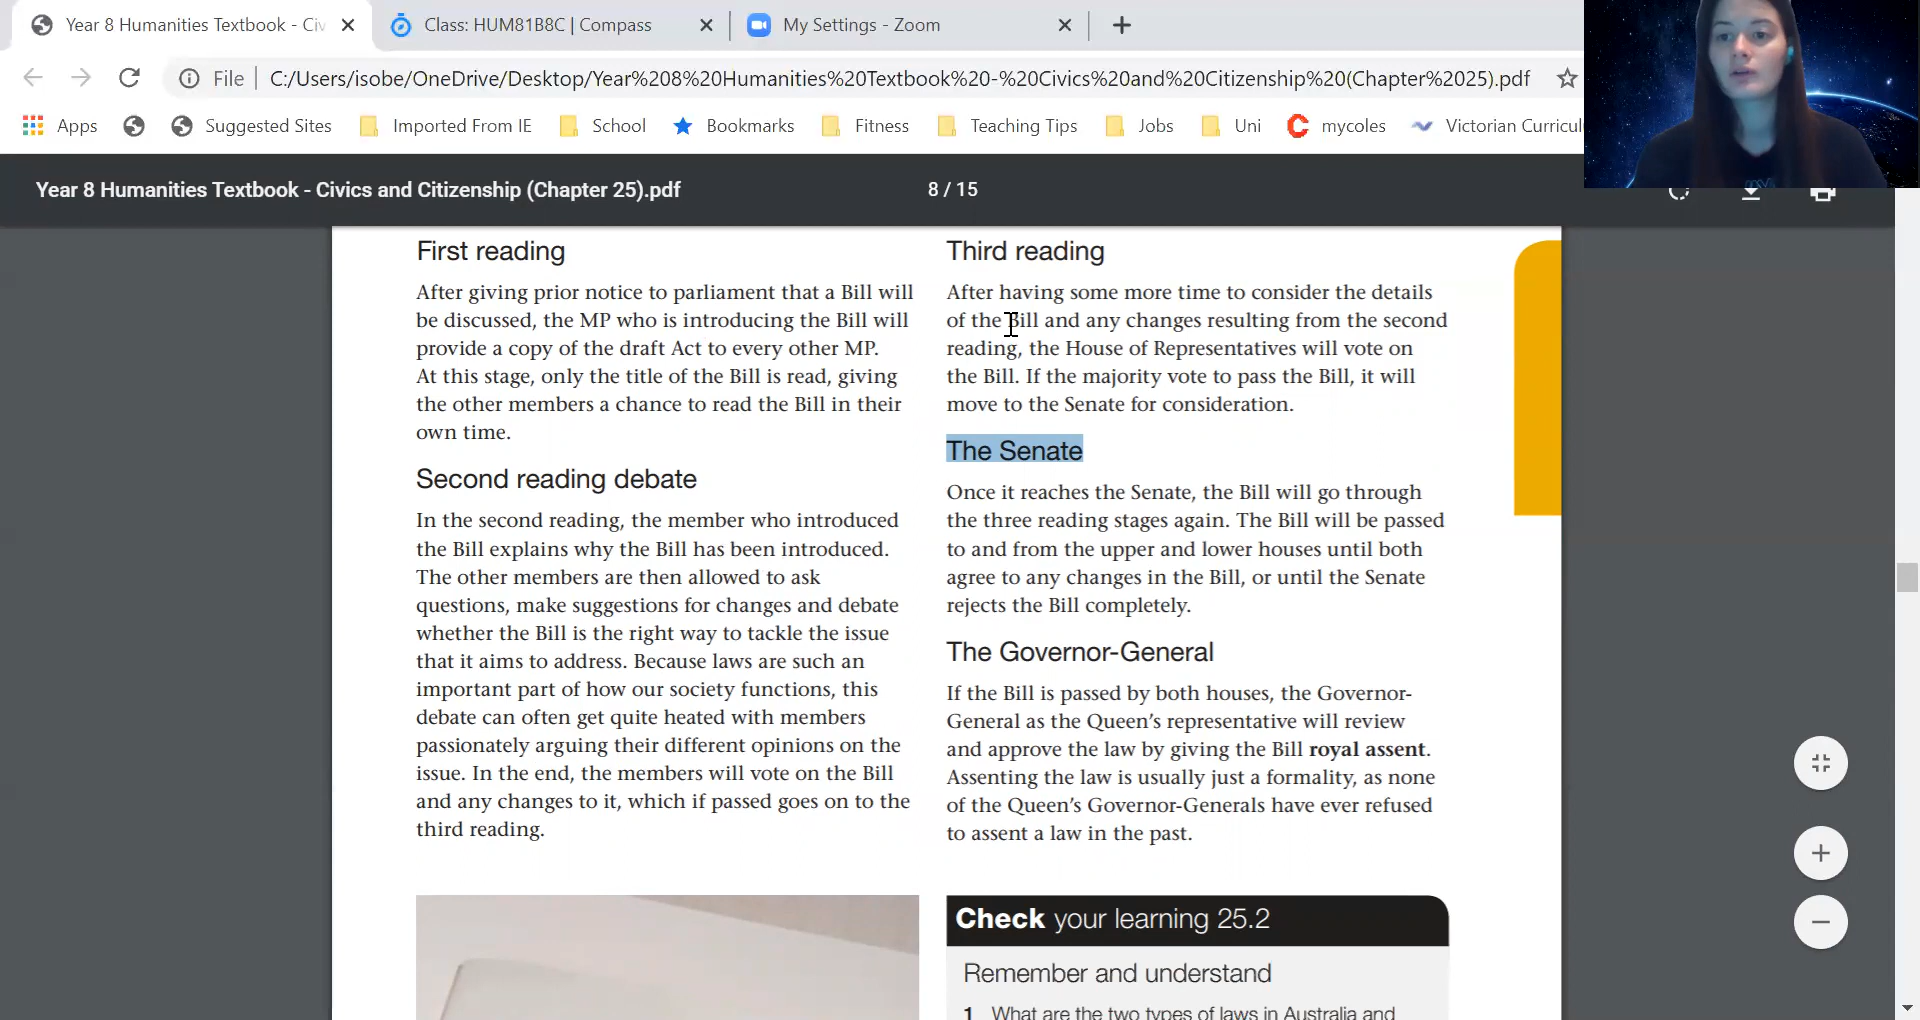 Year 8 Humanities Textbook - Civ
Class: HUM81B8C | Compass
My Settings - Zoom
File
C:/Users/isobe/OneDrive/Desktop/Year%208%20Humanities%20Textbook%20-%20Civics%20and%20Citizenship%20(Chapter%2025).pdf
Apps
Suggested Sites
Imported From IE
School
Bookmarks
Fitness
Teaching Tips
Jobs
Uni
mycoles
Victorian Curricul
Year 8 Humanities Textbook - Civics and Citizenship (Chapter 25).pdf
8 / 15
First reading
After giving prior notice to parliament that a Bill will
be discussed, the MP who is introducing the Bill will
provide a copy of the draft Act to every other MP.
At this stage, only the title of the Bill is read, giving
the other members a chance to read the Bill in their
own time.
Second reading debate
In the second reading, the member who introduced
the Bill explains why the Bill has been introduced.
The other members are then allowed to ask
questions, make suggestions for changes and debate
whether the Bill is the right way to tackle the issue
that it aims to address. Because laws are such an
important part of how our society functions, this
debate can often get quite heated with members
passionately arguing their different opinions on the
issue. In the end, the members will vote on the Bill
and any changes to it, which if passed goes on to the
third reading.
Third reading
After having some more time to consider the details
of the Bill and any changes resulting from the second
reading, the House of Representatives will vote on
the Bill. If the majority vote to pass the Bill, it will
move to the Senate for consideration.
The Senate
Once it reaches the Senate, the Bill will go through
the three reading stages again. The Bill will be passed
to and from the upper and lower houses until both
agree to any changes in the Bill, or until the Senate
rejects the Bill completely.
The Governor-General
If the Bill is passed by both houses, the Governor-
General as the Queen's representative will review
and approve the law by giving the Bill royal assent.
Assenting the law is usually just a formality, as none
of the Queen's Governor-Generals have ever refused
to assent a law in the past.
Check your learning 25.2
Remember and understand
1 What are the two types of laws in Australia and